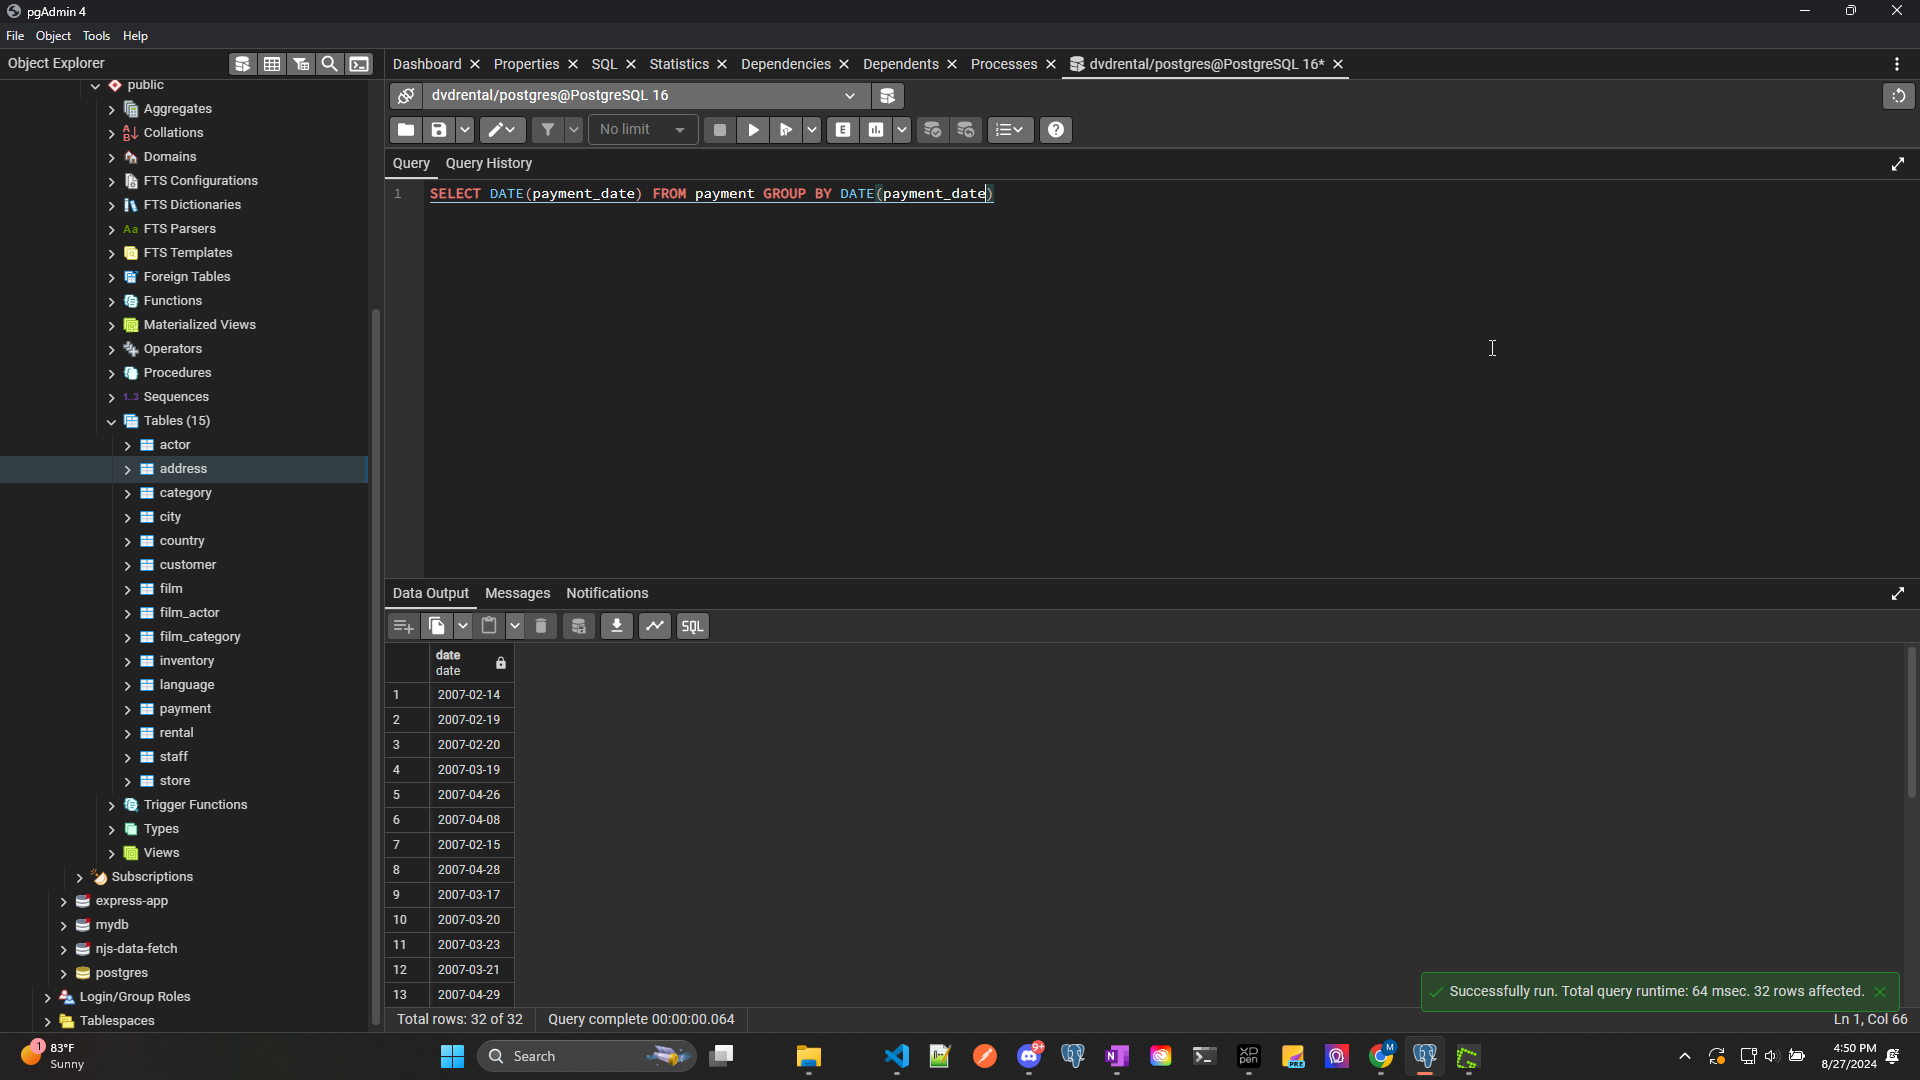 pgAdmin 4
File Object Tools Help
Object Explorer
Dashboard Properties SQL Statistics Dependencies Dependents Processes dvdrental/postgres@PostgreSQL 16*
public
Aggregates
Collations
Domains
FTS Configurations
FTS Dictionaries
Aa FTS Parsers
FTS Templates
Foreign Tables
Functions
Materialized Views
Operators
Procedures
1..3 Sequences
Tables (15)
actor
address
category
city
country
customer
film
film_actor
film_category
inventory
language
payment
rental
staff
store
Trigger Functions
Types
Views
Subscriptions
express-app
mydb
njs-data-fetch
postgres
Login/Group Roles
Tablespaces
dvdrental/postgres@PostgreSQL 16
No limit
E
Query Query History
1 SELECT DATE(payment_date) FROM payment GROUP BY DATE(payment_date)
Data Output Messages Notifications
SQL
date
date
1 2007-02-14
2 2007-02-19
3 2007-02-20
4 2007-03-19
5 2007-04-26
6 2007-04-08
7 2007-02-15
8 2007-04-28
9 2007-03-17
10 2007-03-20
11 2007-03-23
12 2007-03-21
13 2007-04-29
Successfully run. Total query runtime: 64 msec. 32 rows affected.
Total rows: 32 of 32 Query complete 00:00:00.064
Ln 1, Col 66
1
83°F
Sunny
Search
9+
XP
pen
PRE
M
4:50 PM
8/27/2024